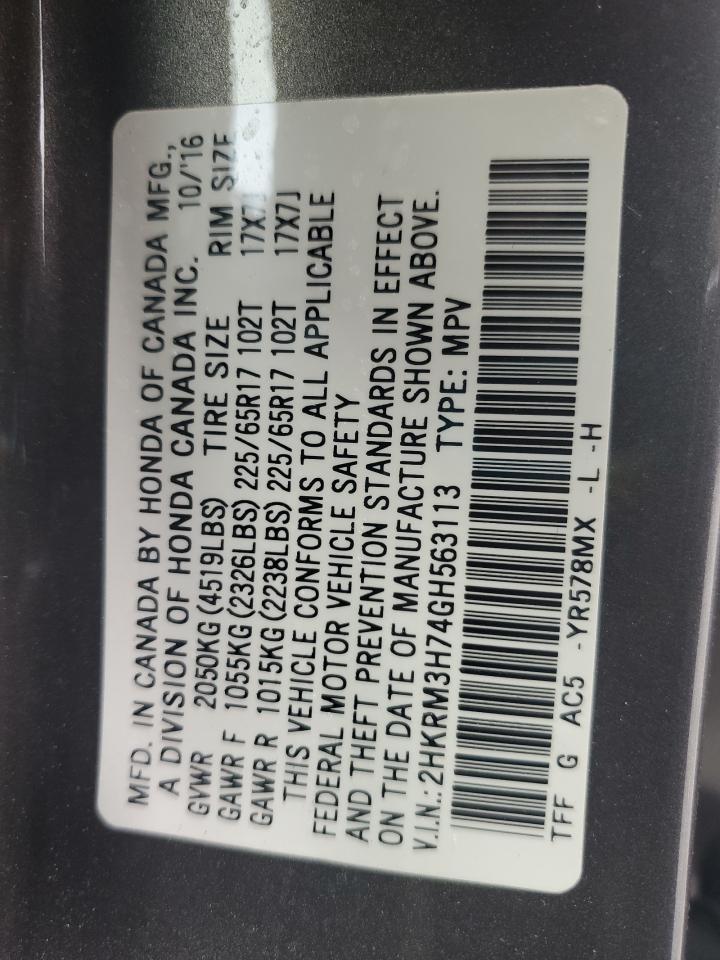 MFD. IN CANADA BY HONDA OF CANADA MFG.,
A DIVISION OF HONDA CANADA INC. 10/'16
GVWR 2050KG (4519LBS) TIRE SIZE RIM SIZE
GAWR F 1055KG (2326LBS) 225/65R17 102T 17X7J
GAWR R 1015KG (2238LBS) 225/65R17 102T 17X7J
THIS VEHICLE CONFORMS TO ALL APPLICABLE
FEDERAL MOTOR VEHICLE SAFETY
AND THEFT PREVENTION STANDARDS IN EFFECT
ON THE DATE OF MANUFACTURE SHOWN ABOVE.
V.I.N.: 2HKRM3H74GH563113 TYPE: MPV
TFF G AC5 -YR578MX -L -H